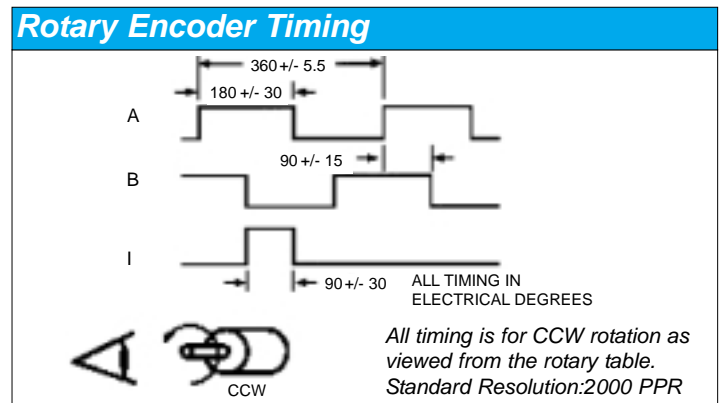 Rotary Encoder Timing
360 +/- 5.5
180 +/- 30
A
90 +/- 15
B
I
90 +/- 30
ALL TIMING IN
ELECTRICAL DEGREES
All timing is for CCW rotation as
viewed from the rotary table.
Standard Resolution:2000 PPR
CCW